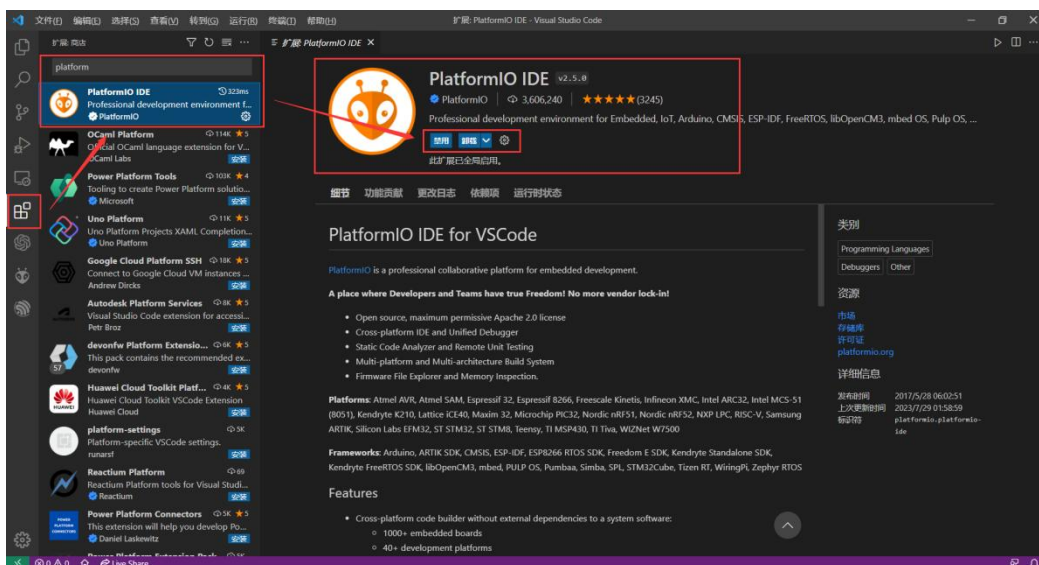 文件(F) 编辑(E) 选择(S) 查看(V) 转到(G) 运行(R) 终端(T) 帮助(H)
扩展: PlatformIO IDE - Visual Studio Code
扩展: 商店
platform
PlatformIO IDE 323ms
Professional development environment f...
PlatformIO
OCaml Platform 114K ★5
Official OCaml language extension for V...
OCaml Labs 安装
Power Platform Tools 103K ★4
Tooling to create Power Platform solutio...
Microsoft 安装
Uno Platform 11K ★5
Uno Platform Projects XAML Completion...
Uno Platform 安装
Google Cloud Platform SSH 18K ★5
Connect to Google Cloud VM instances ...
Andrew Dircks 安装
Autodesk Platform Services 8K ★5
Visual Studio Code extension for accessi...
Petr Broz 安装
devonfw Platform Extensio... 6K ★5
This pack contains the recommended ex...
57
devonfw 安装
Huawei Cloud Toolkit Platf... 4K ★5
Huawei Cloud Toolkit VSCode Extension
HUAWEI
Huawei Cloud 安装
platform-settings 5K
Platform-specific VSCode settings.
runarsf 安装
Reactium Platform 69
Reactium Platform tools for Visual Studi...
Reactium 安装
Power Platform Connectors 5K ★5
POWER PLATFORM CONNECTORS
This extension will help you develop Po...
Daniel Laskewitz 安装
Power Platform Extension Pack 5K
0 0 Live Share
扩展: PlatformIO IDE
PlatformIO IDE v2.5.0
PlatformIO 3,606,240 ★★★★★(3245)
Professional development environment for Embedded, IoT, Arduino, CMSIS, ESP-IDF, FreeRTOS, libOpenCM3, mbed OS, Pulp OS, ...
禁用 卸载
此扩展已全局启用。
细节 功能贡献 更改日志 依赖项 运行时状态
PlatformIO IDE for VSCode
PlatformIO is a professional collaborative platform for embedded development.
A place where Developers and Teams have true Freedom! No more vendor lock-in!
• Open source, maximum permissive Apache 2.0 license
• Cross-platform IDE and Unified Debugger
• Static Code Analyzer and Remote Unit Testing
• Multi-platform and Multi-architecture Build System
• Firmware File Explorer and Memory Inspection.
Platforms: Atmel AVR, Atmel SAM, Espressif 32, Espressif 8266, Freescale Kinetis, Infineon XMC, Intel ARC32, Intel MCS-51
(8051), Kendryte K210, Lattice iCE40, Maxim 32, Microchip PIC32, Nordic nRF51, Nordic nRF52, NXP LPC, RISC-V, Samsung
ARTIK, Silicon Labs EFM32, ST STM32, ST STM8, Teensy, TI MSP430, TI Tiva, WIZNet W7500
Frameworks: Arduino, ARTIK SDK, CMSIS, ESP-IDF, ESP8266 RTOS SDK, Freedom E SDK, Kendryte Standalone SDK,
Kendryte FreeRTOS SDK, libOpenCM3, mbed, PULP OS, Pumbaa, Simba, SPL, STM32Cube, Tizen RT, WiringPi, Zephyr RTOS
Features
• Cross-platform code builder without external dependencies to a system software:
○ 1000+ embedded boards
○ 40+ development platforms
类别
Programming Languages
Debuggers Other
资源
市场
存储库
许可证
platformio.org
详细信息
发布时间 2017/5/28 06:02:51
上次更新时间 2023/7/29 01:58:59
标识符 platformio.platformio-
ide